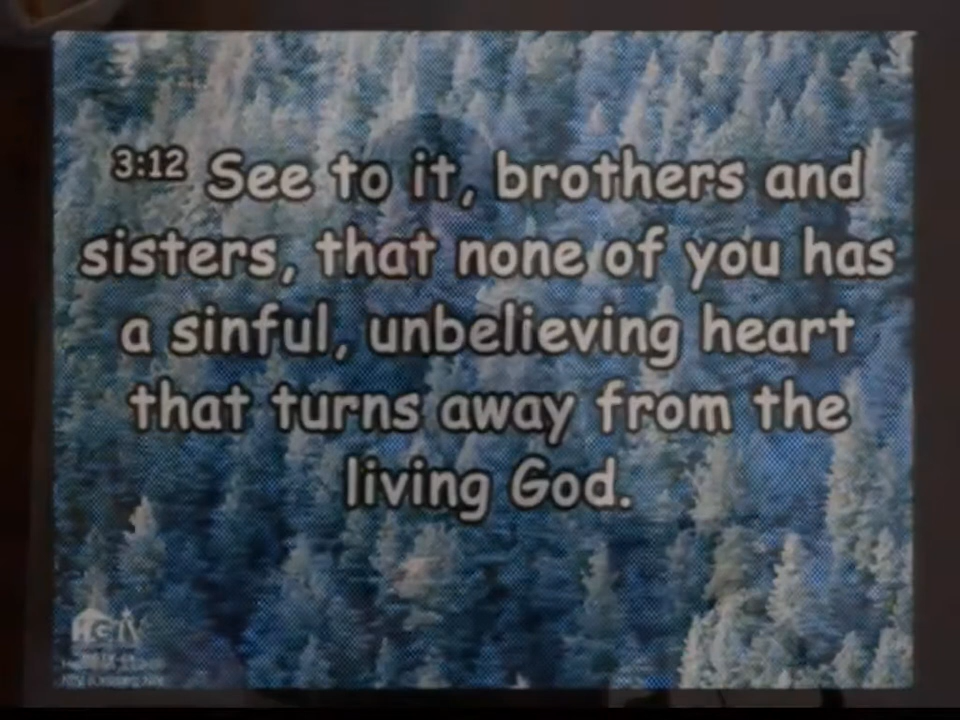 3:12 See to it, brothers and
sisters, that none of you has
a sinful, unbelieving heart
that turns away from the
living God.